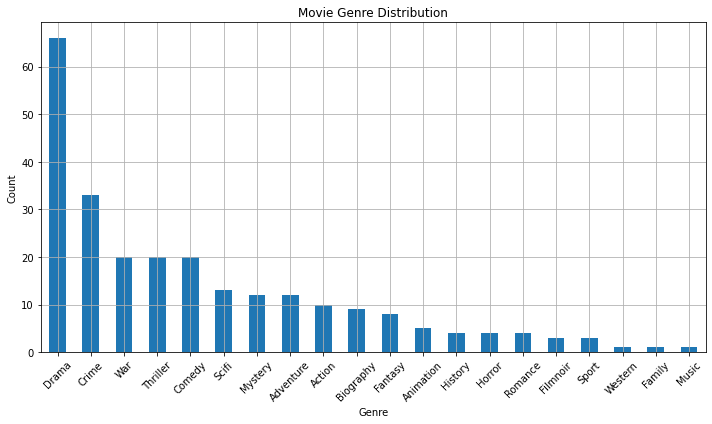 Movie Genre Distribution
60
50
40
30
20
10
0
Count
Drama
Crime
War
Thriller
Comedy
Scifi
Mystery
Adventure
Action
Biography
Fantasy
Animation
History
Horror
Romance
Filmnoir
Sport
Western
Family
Music
Genre